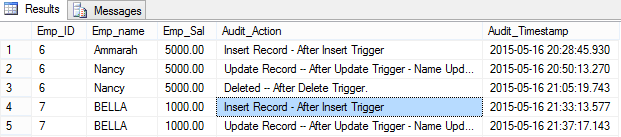 Results Messages
Emp_ID Emp_name Emp_Sal Audit_Action Audit_Timestamp
1 6 Ammarah 5000.00 Insert Record - After Insert Trigger 2015-05-16 20:28:45.930
2 6 Nancy 5000.00 Update Record -- After Update Trigger - Name Upd... 2015-05-16 20:50:13.270
3 6 Nancy 5000.00 Deleted -- After Delete Trigger. 2015-05-16 21:05:19.743
4 7 BELLA 1000.00 Insert Record - After Insert Trigger 2015-05-16 21:33:13.577
5 7 BELLA 1000.00 Update Record -- After Update Trigger - Name Upd... 2015-05-16 21:37:17.143